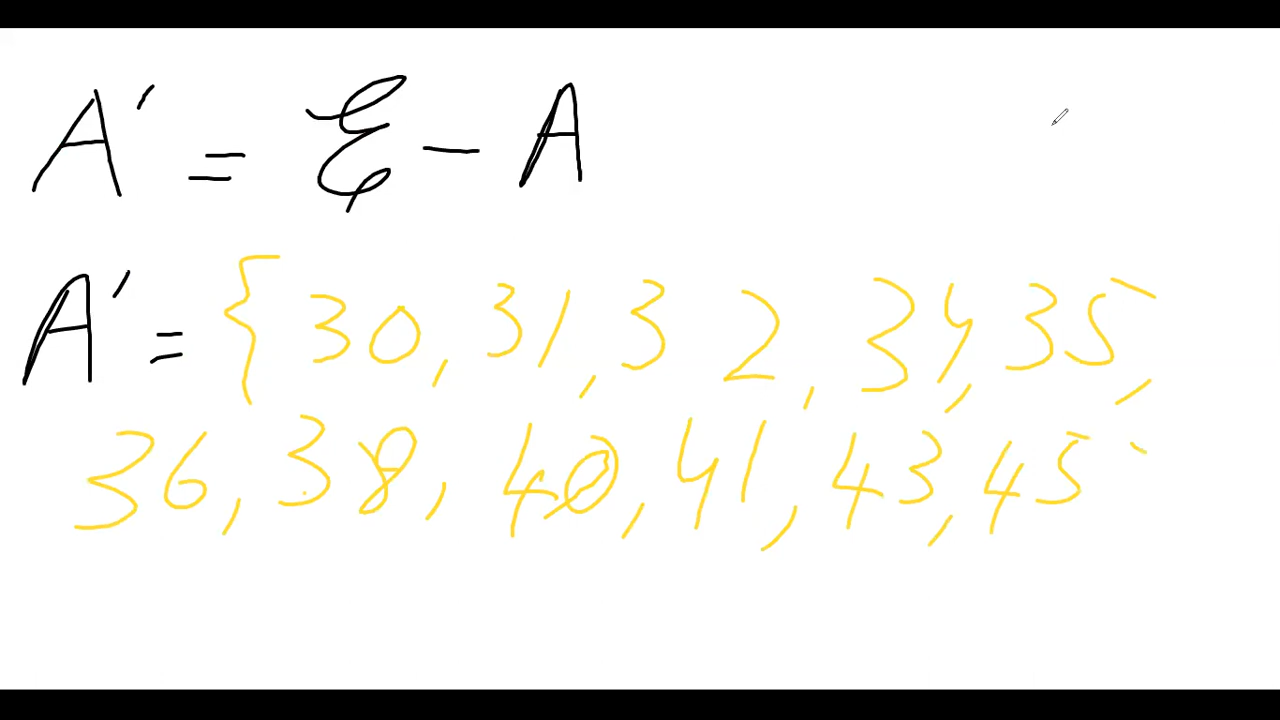 A' = ℰ - A
A' = {30, 31, 32, 34, 35,
36, 38, 40, 41, 43, 45